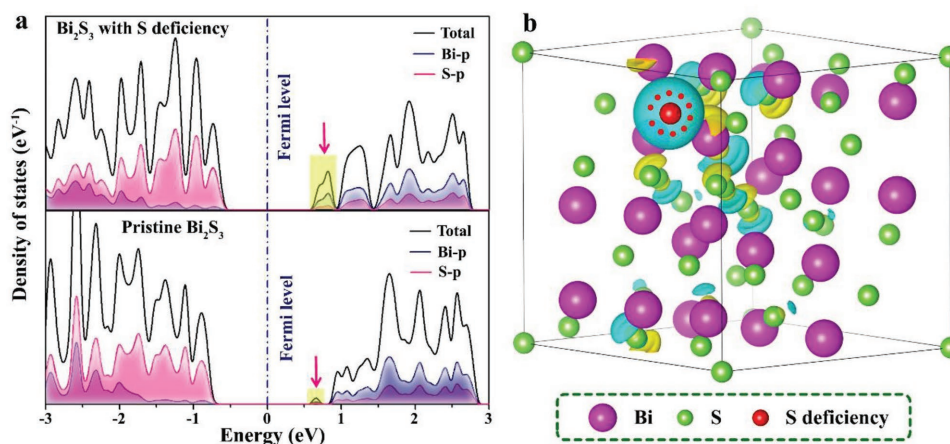 a
Bi₂S₃ with S deficiency
Total
Bi-p
S-p
Fermi level
Pristine Bi₂S₃
Total
Bi-p
S-p
Fermi level
Density of states (eV⁻¹)
-3 -2 -1 0 1 2 3
Energy (eV)
b
Bi S S deficiency